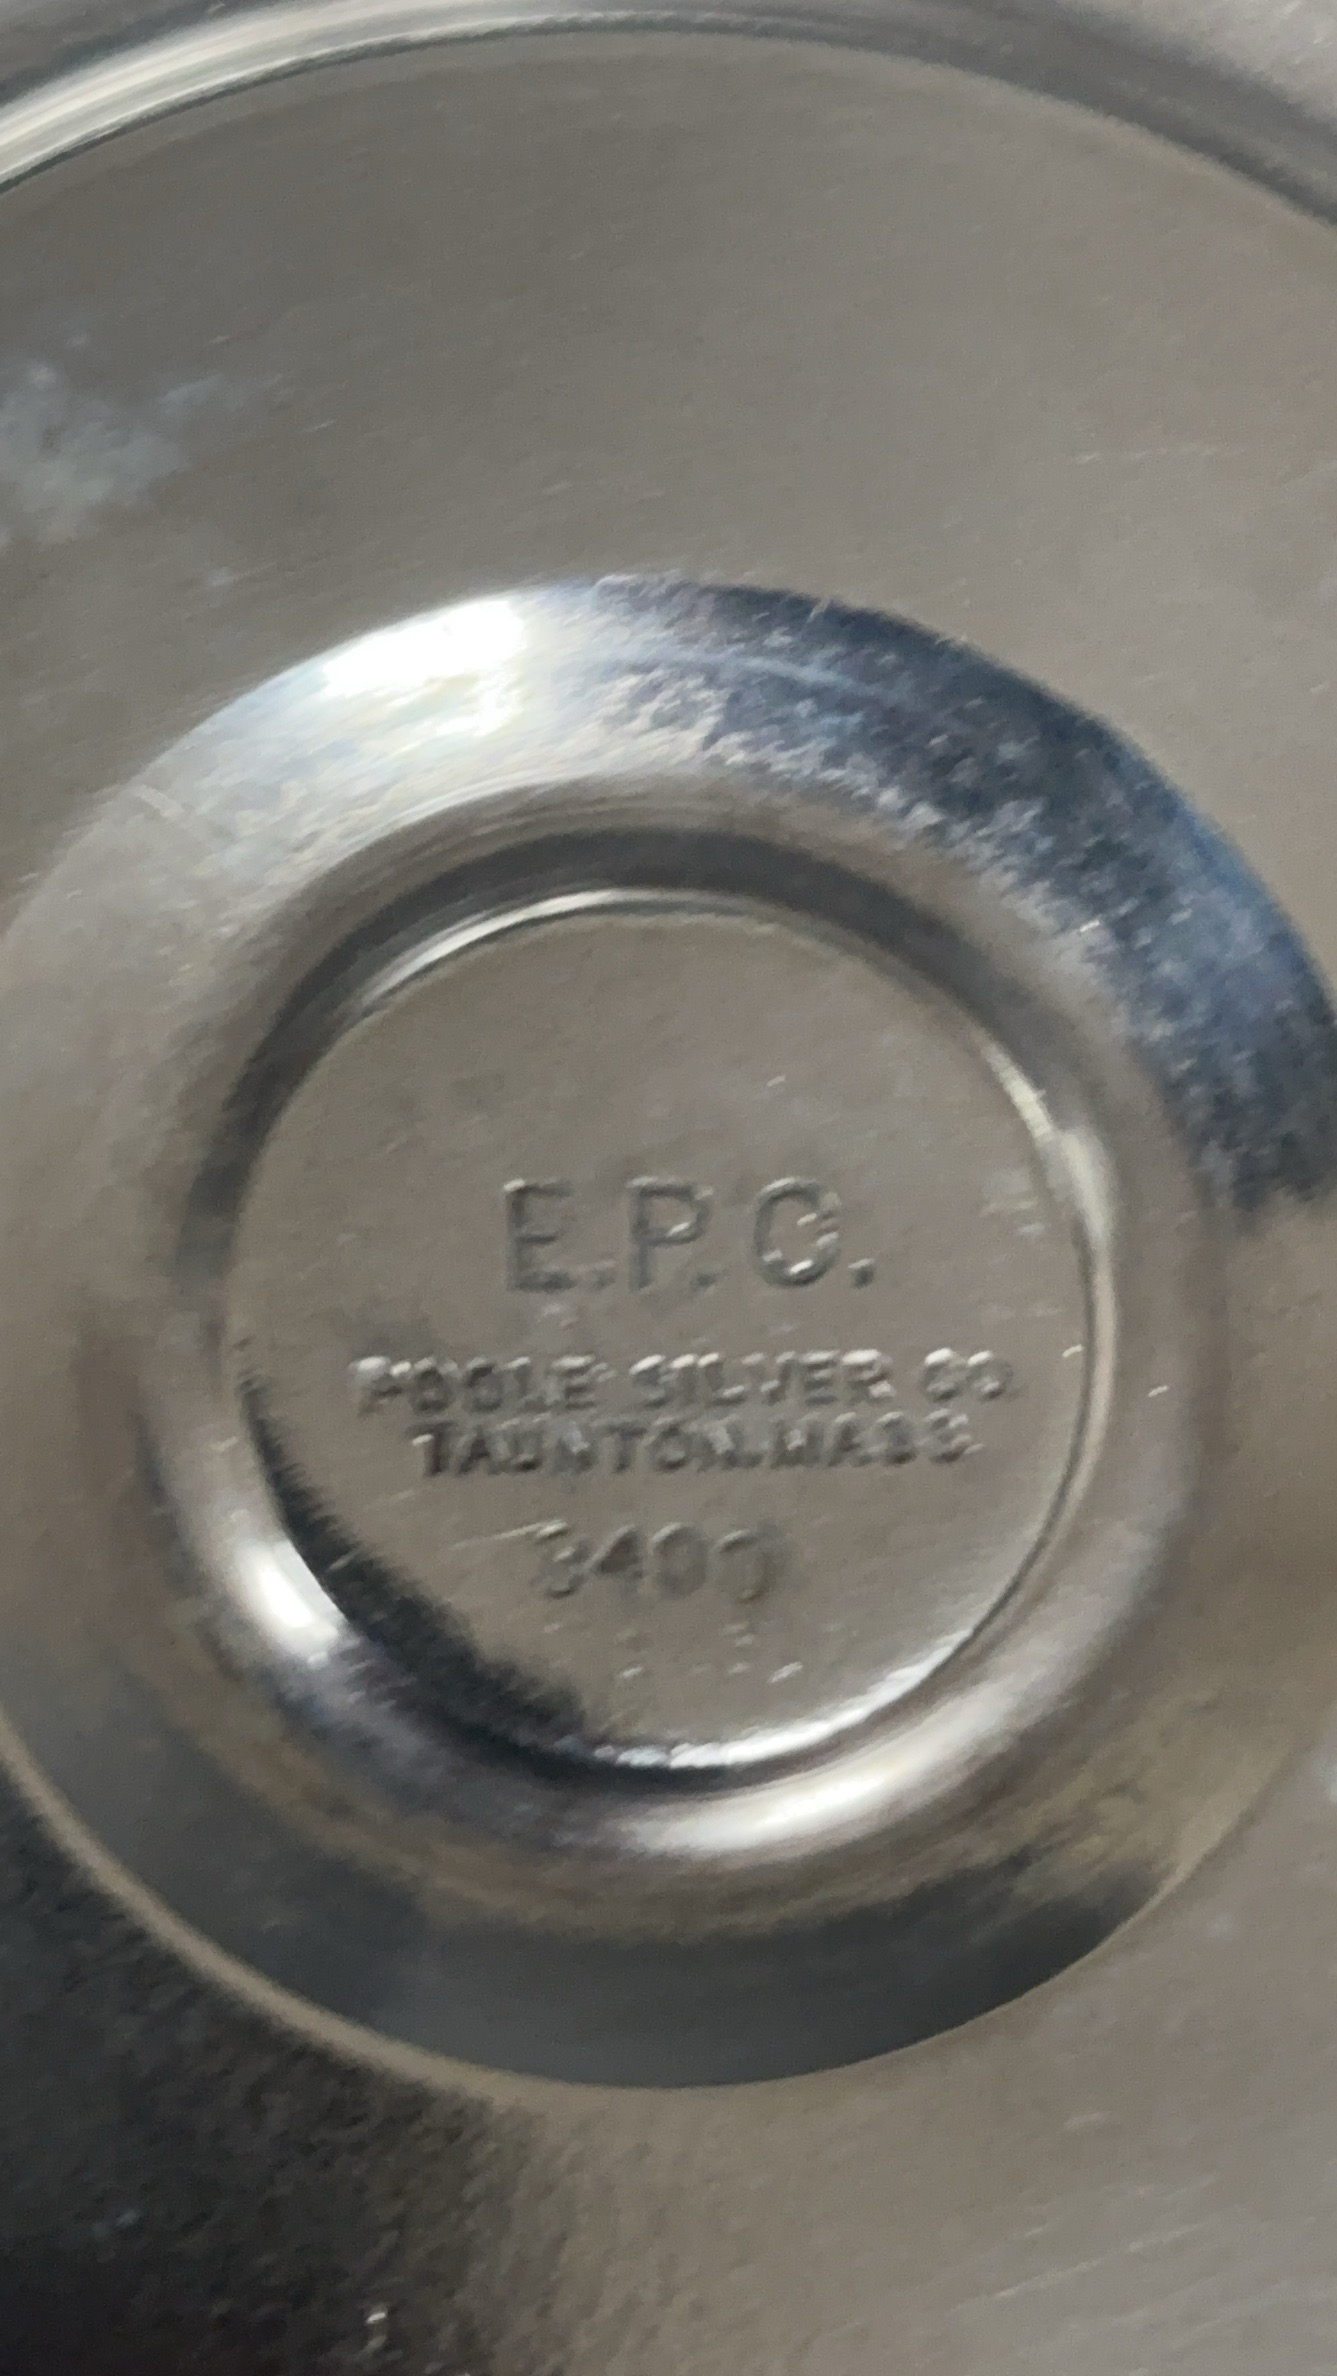 E.P.C.
POOLE SILVER CO.
TAUNTON, MASS.
3400